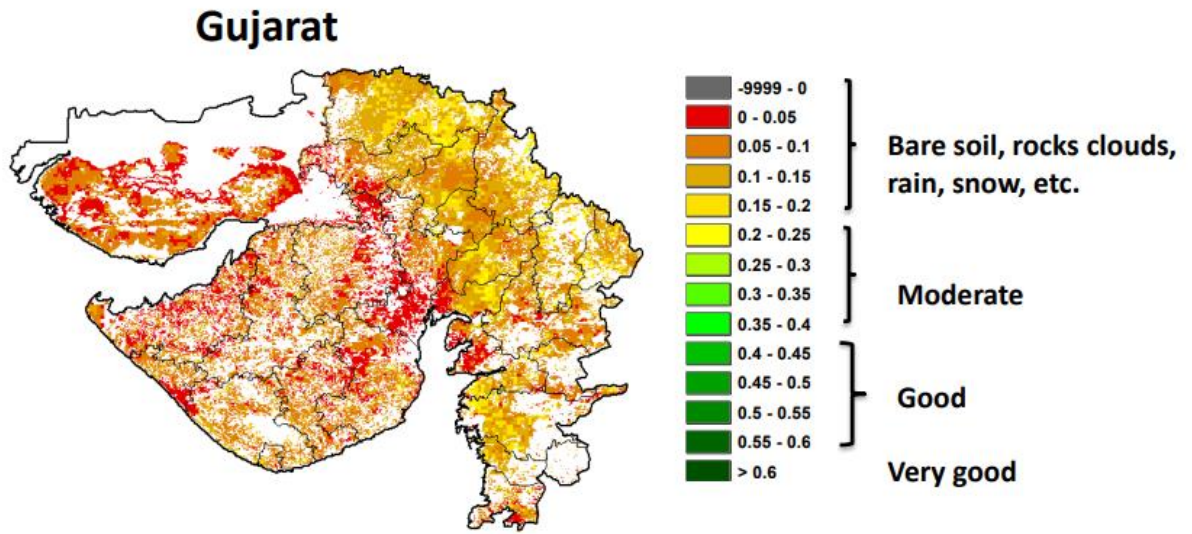 Gujarat
-9999 - 0
0 - 0.05
0.05 - 0.1
0.1 - 0.15
0.15 - 0.2
0.2 - 0.25
0.25 - 0.3
0.3 - 0.35
0.35 - 0.4
0.4 - 0.45
0.45 - 0.5
0.5 - 0.55
0.55 - 0.6
> 0.6
Bare soil, rocks clouds,
rain, snow, etc.
Moderate
Good
Very good